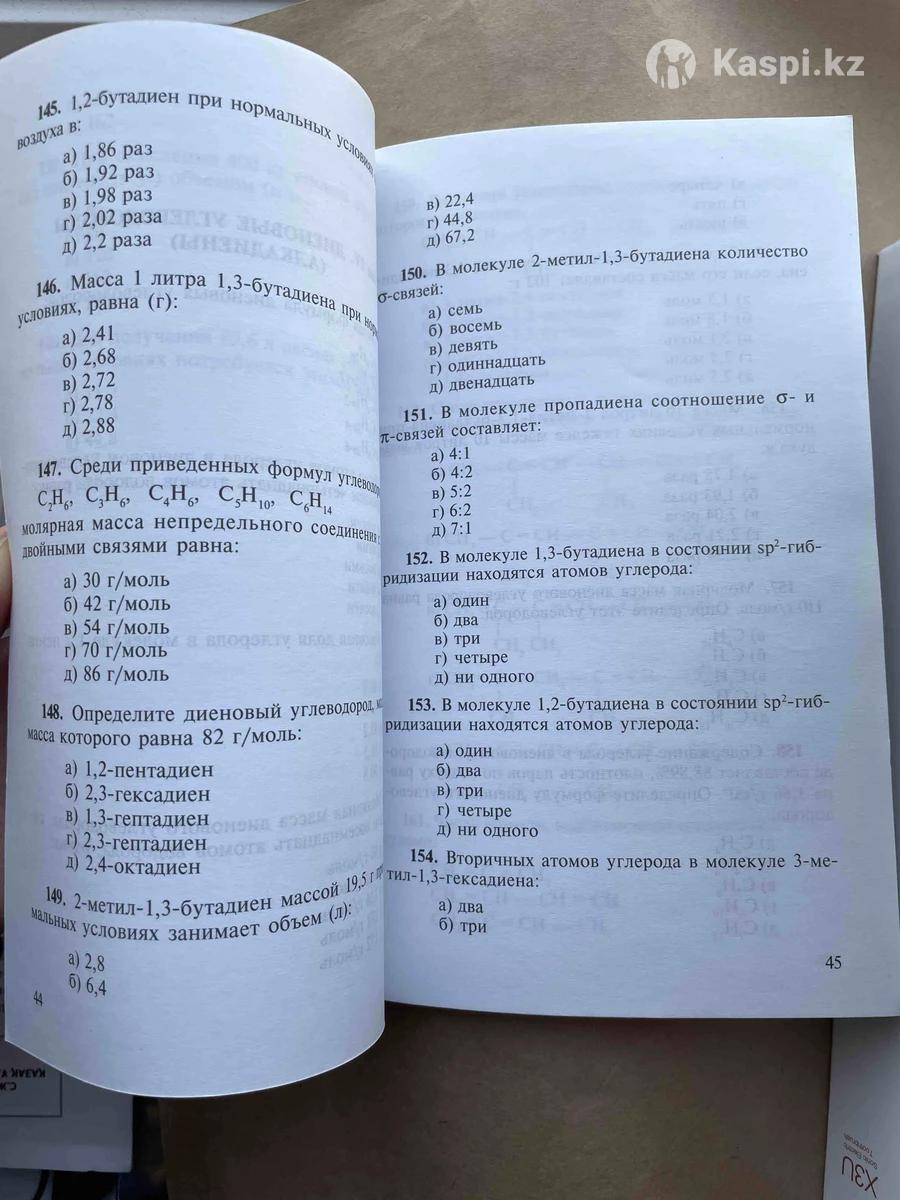 Kaspi.kz
145. 1,2-бутадиен при нормальных условиях
воздуха в:
а) 1,86 раз
б) 1,92 раз
в) 1,98 раз
г) 2,02 раза
д) 2,2 раза
146. Масса 1 литра 1,3-бутадиена при
условиях, равна (г):
а) 2,41
б) 2,68
в) 2,72
г) 2,78
д) 2,88
147. Среди приведенных формул
C₂H₆, C₃H₆, C₄H₆, C₅H₁₀, C₆H₁₄
молярная масса непредельного соединения с
двойными связями равна:
а) 30 г/моль
б) 42 г/моль
в) 54 г/моль
г) 70 г/моль
д) 86 г/моль
148. Определите диеновый углеводород,
масса которого равна 82 г/моль:
а) 1,2-пентадиен
б) 2,3-гексадиен
в) 1,3-гептадиен
г) 2,3-гептадиен
д) 2,4-октадиен
149. 2-метил-1,3-бутадиен массой 19,5 г
мальных условиях занимает объем (л):
а) 2,8
б) 6,4
44
в) 22,4
г) 44,8
д) 67,2
150. В молекуле 2-метил-1,3-бутадиена количество
σ-связей:
а) семь
б) восемь
в) девять
г) одиннадцать
д) двенадцать
151. В молекуле пропадиена соотношение σ- и
π-связей составляет:
а) 4:1
б) 4:2
в) 5:2
г) 6:2
д) 7:1
152. В молекуле 1,3-бутадиена в состоянии sp²-гиб-
ридизации находятся атомов углерода:
а) один
б) два
в) три
г) четыре
д) ни одного
153. В молекуле 1,2-бутадиена в состоянии sp²-гиб-
ридизации находятся атомов углерода:
а) один
б) два
в) три
г) четыре
д) ни одного
154. Вторичных атомов углерода в молекуле 3-ме-
тил-1,3-гексадиена:
а) два
б) три
45
X3U
Sonic Electric
Toothbrush